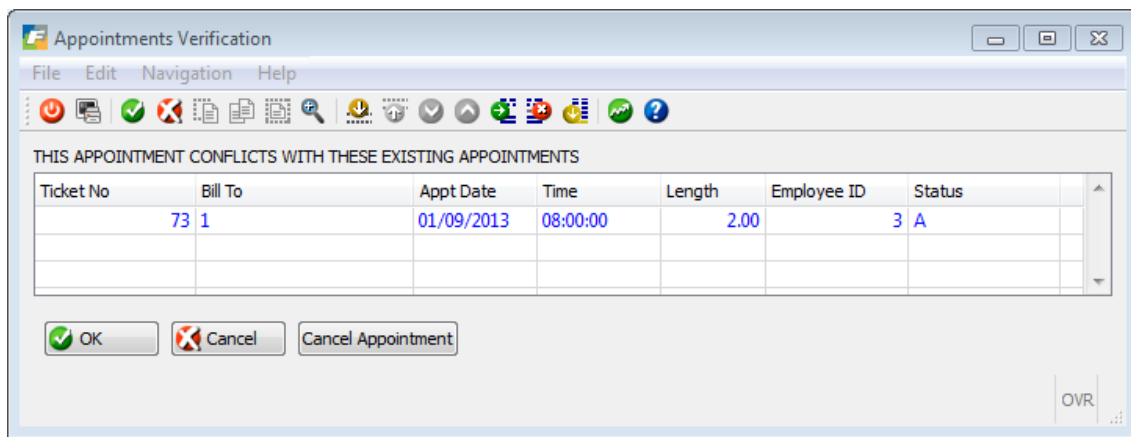 Appointments Verification
File Edit Navigation Help
THIS APPOINTMENT CONFLICTS WITH THESE EXISTING APPOINTMENTS
Ticket No Bill To Appt Date Time Length Employee ID Status
73 1 01/09/2013 08:00:00 2.00 3 A
OK Cancel Cancel Appointment
OVR